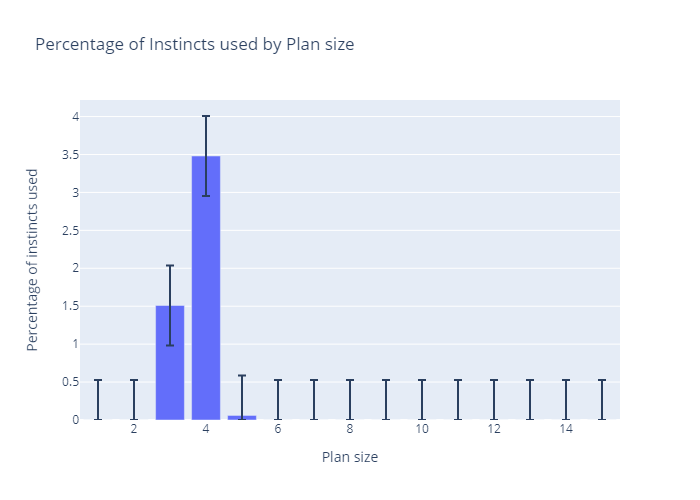 Percentage of Instincts used by Plan size
Percentage of instincts used
4
3.5
3
2.5
2
1.5
1
0.5
0
2 4 6 8 10 12 14
Plan size